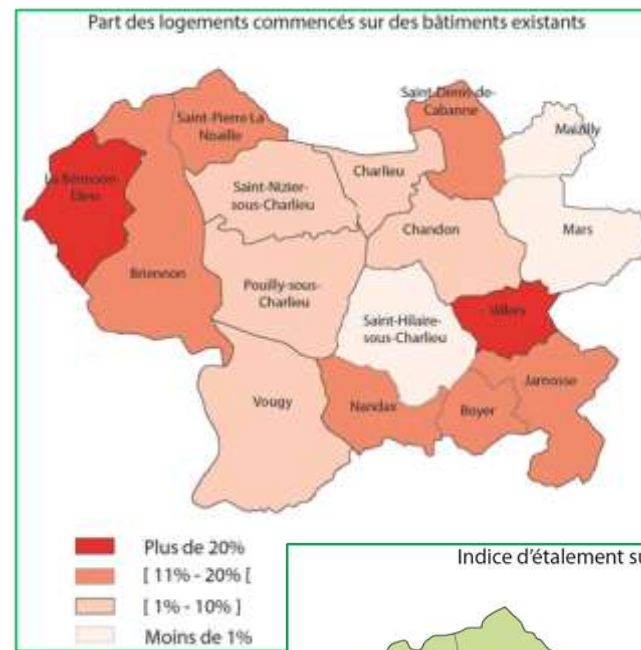 Part des logements commencés sur des bâtiments existants
Saint-Denis-de-
Cabanne
Saint-Pierre La
Noaille
Maizilly
Charlieu
La Bénisson-
Dieu
Saint-Nizier-
sous-Charlieu
Chandon
Mars
Briennon
Pouilly-sous-
Charlieu
Villers
Saint-Hilaire-
sous-Charlieu
Jarnosse
Vougy
Nandax
Boyer
Plus de 20%
[ 11% - 20% [
[ 1% - 10% ]
Moins de 1%
Indice d'étalement su